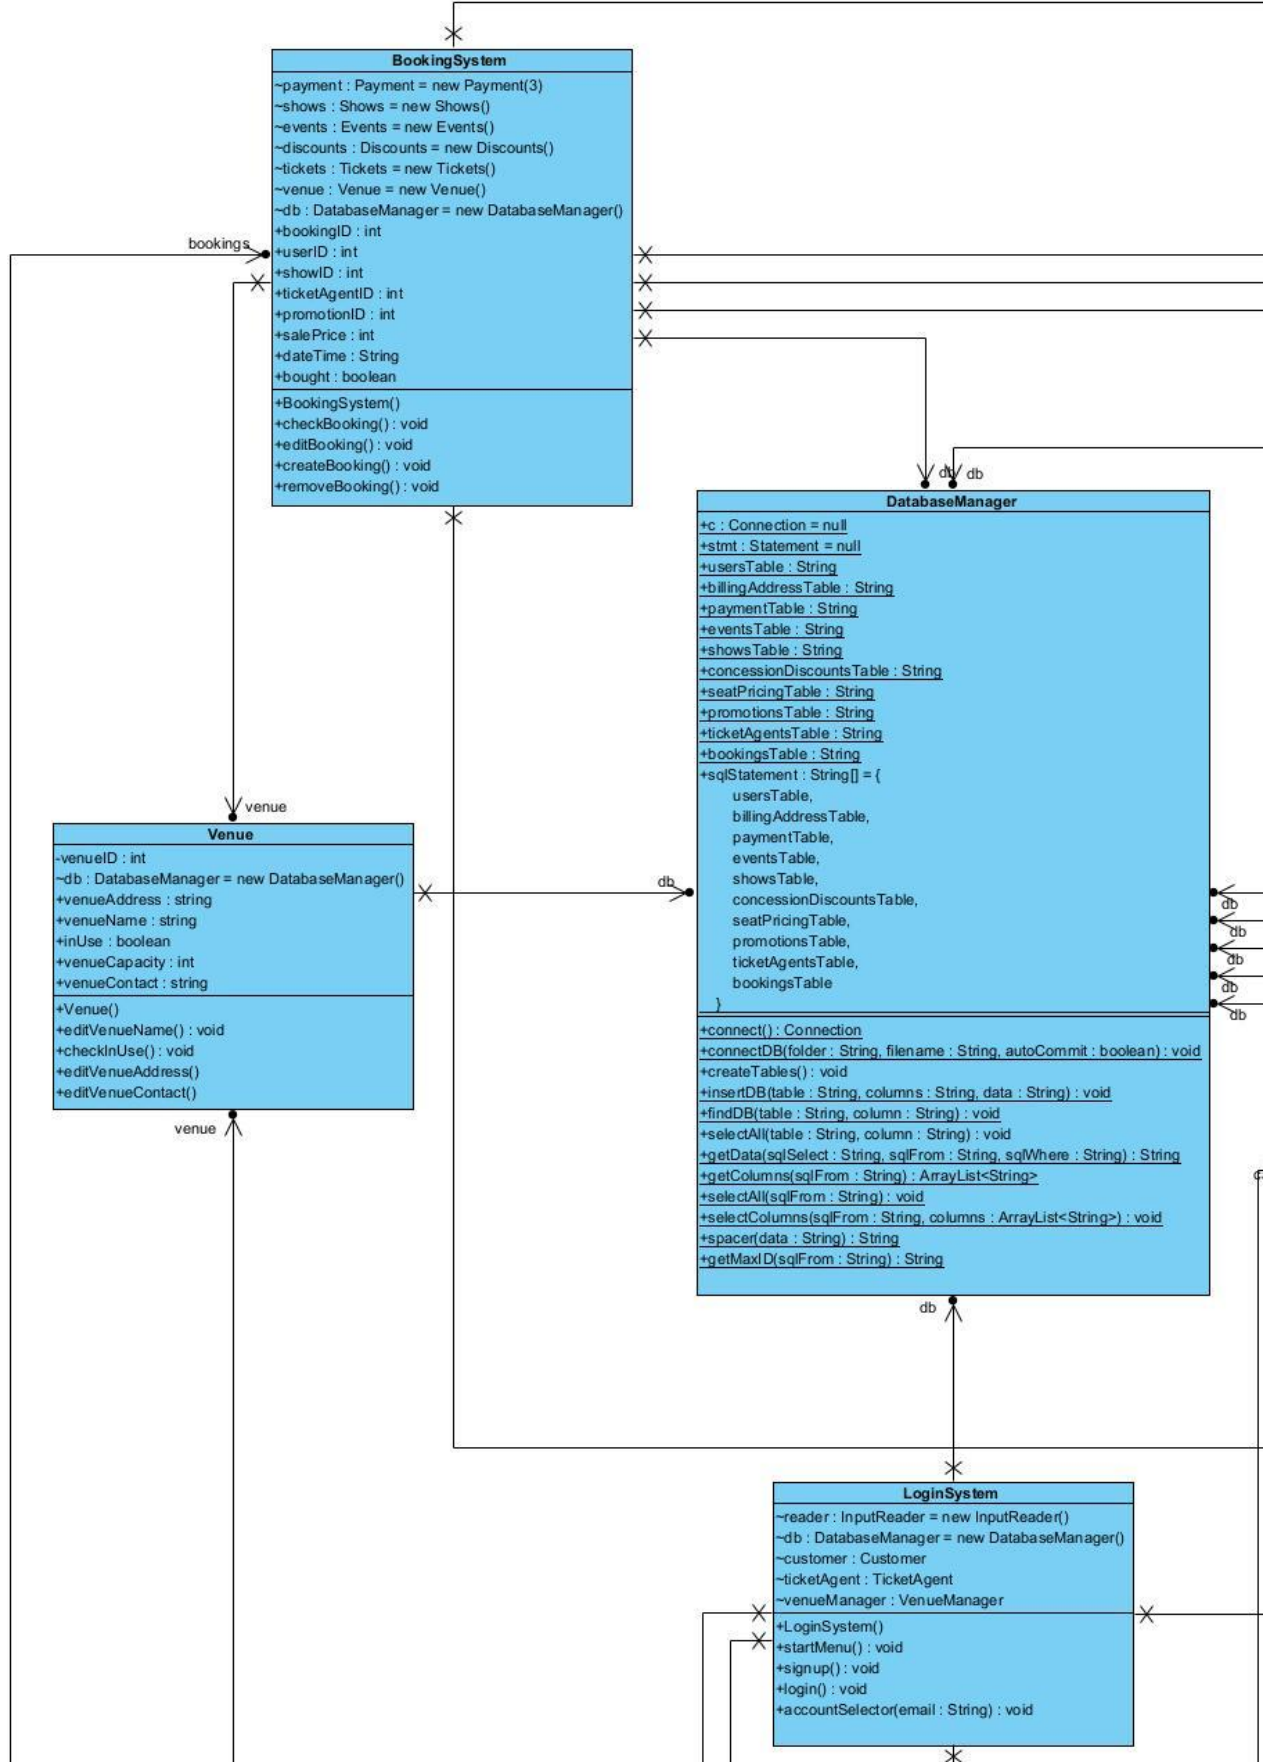 BookingSystem
~payment : Payment = new Payment(3)
~shows : Shows = new Shows()
~events : Events = new Events()
~discounts : Discounts = new Discounts()
~tickets : Tickets = new Tickets()
~venue : Venue = new Venue()
~db : DatabaseManager = new DatabaseManager()
+bookingID : int
+userID : int
+showID : int
+ticketAgentID : int
+promotionID : int
+salePrice : int
+dateTime : String
+bought : boolean
+BookingSystem()
+checkBooking() : void
+editBooking() : void
+createBooking() : void
+removeBooking() : void
bookings
db
db
DatabaseManager
+c : Connection = null
+stmt : Statement = null
+usersTable : String
+billingAddressTable : String
+paymentTable : String
+eventsTable : String
+showsTable : String
+concessionDiscountsTable : String
+seatPricingTable : String
+promotionsTable : String
+ticketAgentsTable : String
+bookingsTable : String
+sqlStatement : String[] = {
usersTable,
billingAddressTable,
paymentTable,
eventsTable,
showsTable,
concessionDiscountsTable,
seatPricingTable,
promotionsTable,
ticketAgentsTable,
bookingsTable
}
+connect() : Connection
+connectDB(folder : String, filename : String, autoCommit : boolean) : void
+createTables() : void
+insertDB(table : String, columns : String, data : String) : void
+findDB(table : String, column : String) : void
+selectAll(table : String, column : String) : void
+getData(sqlSelect : String, sqlFrom : String, sqlWhere : String) : String
+getColumns(sqlFrom : String) : ArrayList<String>
+selectAll(sqlFrom : String) : void
+selectColumns(sqlFrom : String, columns : ArrayList<String>) : void
+spacer(data : String) : String
+getMaxID(sqlFrom : String) : String
venue
Venue
-venueID : int
~db : DatabaseManager = new DatabaseManager()
+venueAddress : string
+venueName : string
+inUse : boolean
+venueCapacity : int
+venueContact : string
+Venue()
+editVenueName() : void
+checkInUse() : void
+editVenueAddress()
+editVenueContact()
venue
db
db
db
db
db
db
db
LoginSystem
~reader : InputReader = new InputReader()
~db : DatabaseManager = new DatabaseManager()
~customer : Customer
~ticketAgent : TicketAgent
~venueManager : VenueManager
+LoginSystem()
+startMenu() : void
+signup() : void
+login() : void
+accountSelector(email : String) : void